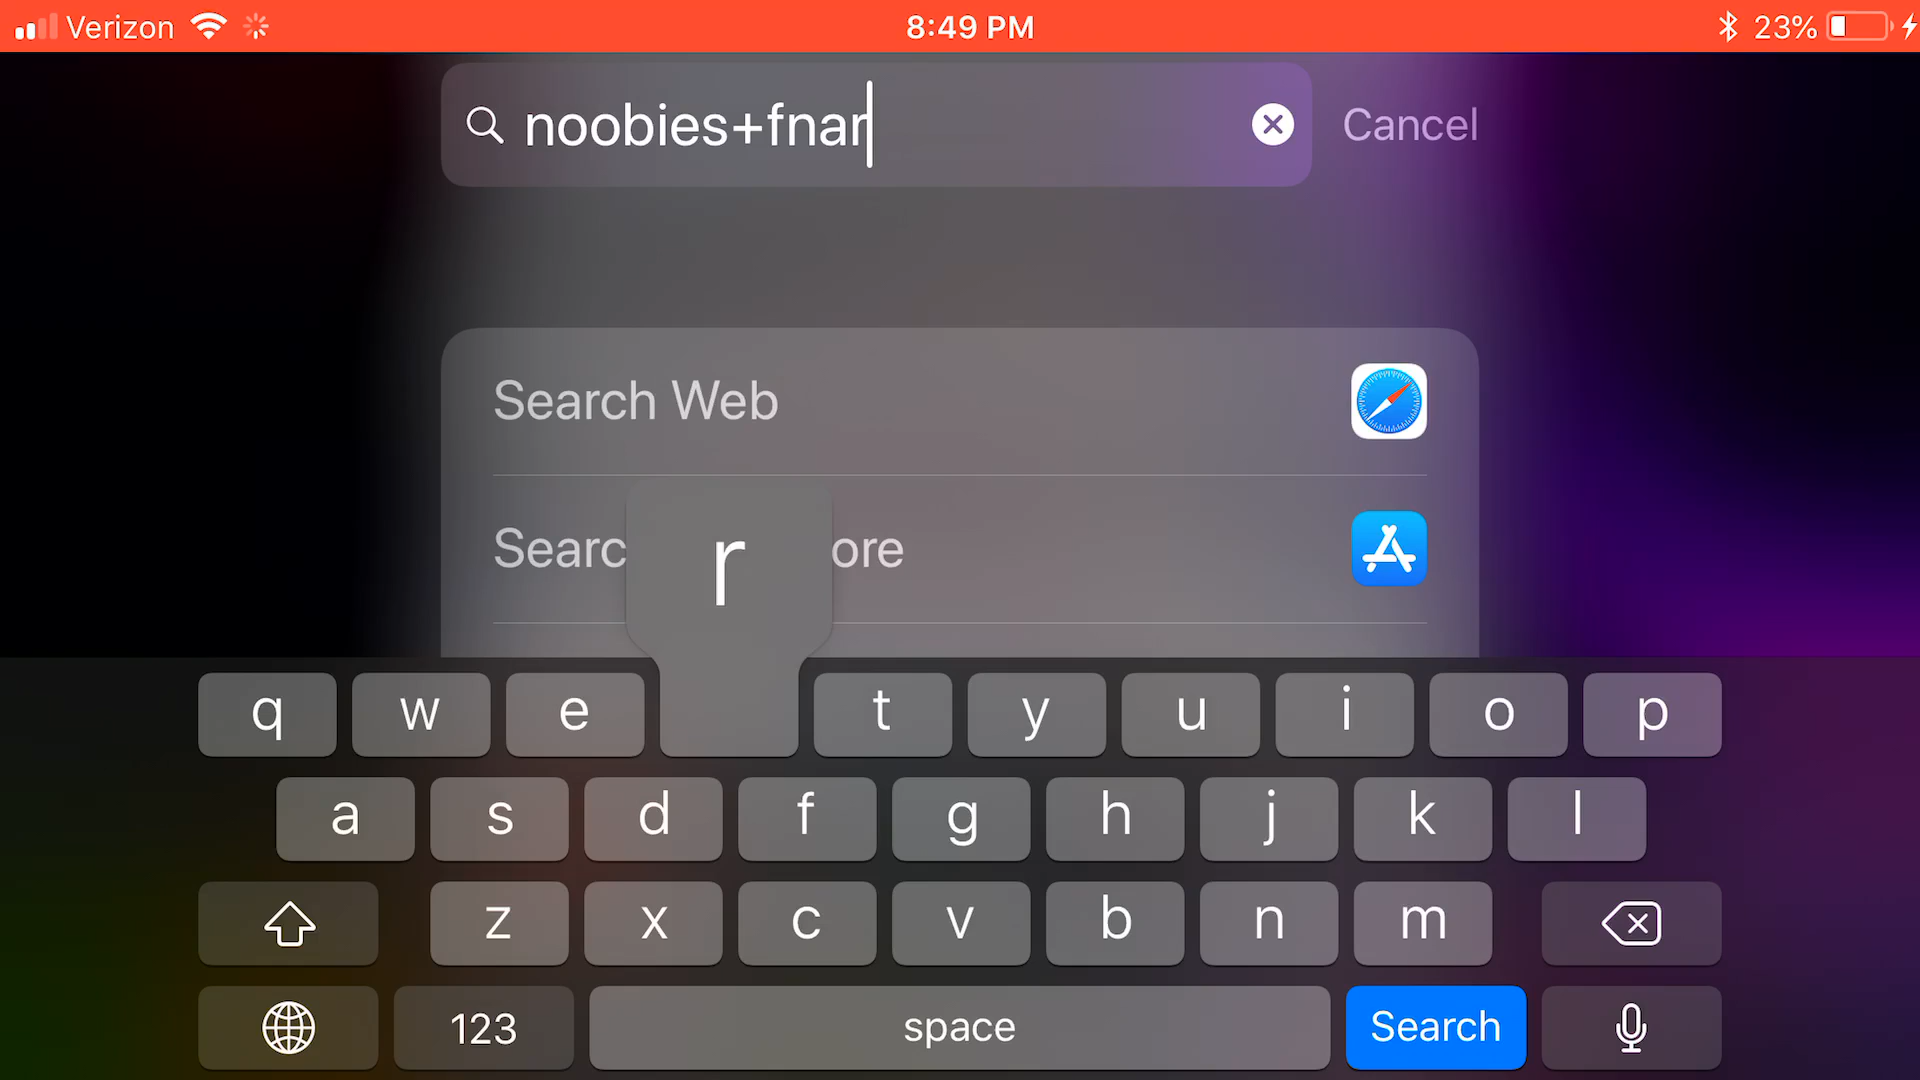 Verizon 8:49 PM 23%
noobies+fnar Cancel
Search Web
Searc ore
r
q w e t y u i o p
a s d f g h j k l
z x c v b n m
123 space Search